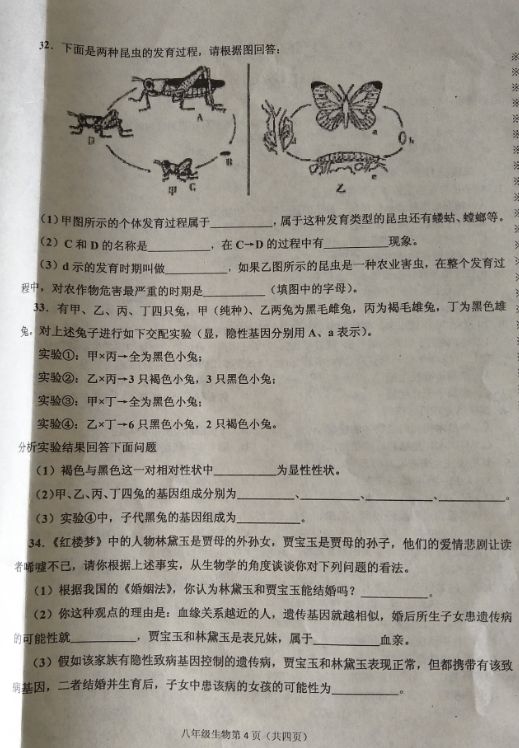 32. 下面是两种昆虫的发育过程，请根据图回答：
A
B
C
D
甲
a
b
e
乙
（1）甲图所示的个体发育过程属于__________，属于这种发育类型的昆虫还有蝼蛄、螳螂等。
（2）C 和 D 的名称是__________，在 C→D 的过程中有__________现象。
（3）d 示的发育时期叫做__________，如果乙图所示的昆虫是一种农业害虫，在整个发育过
程中，对农作物危害最严重的时期是__________（填图中的字母）。
33. 有甲、乙、丙、丁四只兔，甲（纯种）、乙两兔为黑毛雌兔，丙为褐毛雄兔，丁为黑色雄
兔。对上述兔子进行如下交配实验（显，隐性基因分别用 A、a 表示）。
实验①：甲×丙→全为黑色小兔；
实验②：乙×丙→3 只褐色小兔，3 只黑色小兔；
实验③：甲×丁→全为黑色小兔；
实验④：乙×丁→6 只黑色小兔，2 只褐色小兔。
分析实验结果回答下面问题
（1）褐色与黑色这一对相对性状中__________为显性性状。
（2）甲、乙、丙、丁四兔的基因组成分别为__________、__________、__________、__________。
（3）实验④中，子代黑兔的基因组成为__________。
34.《红楼梦》中的人物林黛玉是贾母的外孙女，贾宝玉是贾母的孙子，他们的爱情悲剧让读
者唏嘘不已，请你根据上述事实，从生物学的角度谈谈你对下列问题的看法。
（1）根据我国的《婚姻法》，你认为林黛玉和贾宝玉能结婚吗？__________。
（2）你这种观点的理由是：血缘关系越近的人，遗传基因就越相似，婚后所生子女患遗传病
的可能性就__________，贾宝玉和林黛玉是表兄妹，属于__________血亲。
（3）假如该家族有隐性致病基因控制的遗传病，贾宝玉和林黛玉表现正常，但都携带有该致
病基因，二者结婚并生育后，子女中患该病的女孩的可能性为__________。
八年级生物第 4 页（共四页）